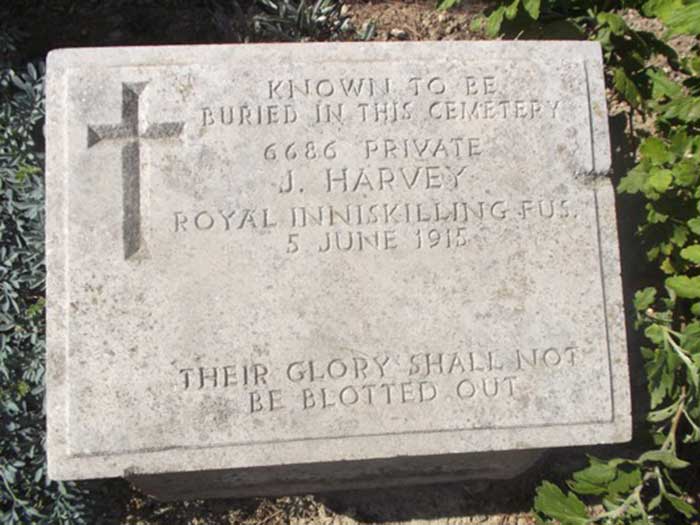 KNOWN TO BE
BURIED IN THIS CEMETERY
6686 PRIVATE
J. HARVEY
ROYAL INNISKILLING FUS.
5 JUNE 1915
THEIR GLORY SHALL NOT
BE BLOTTED OUT